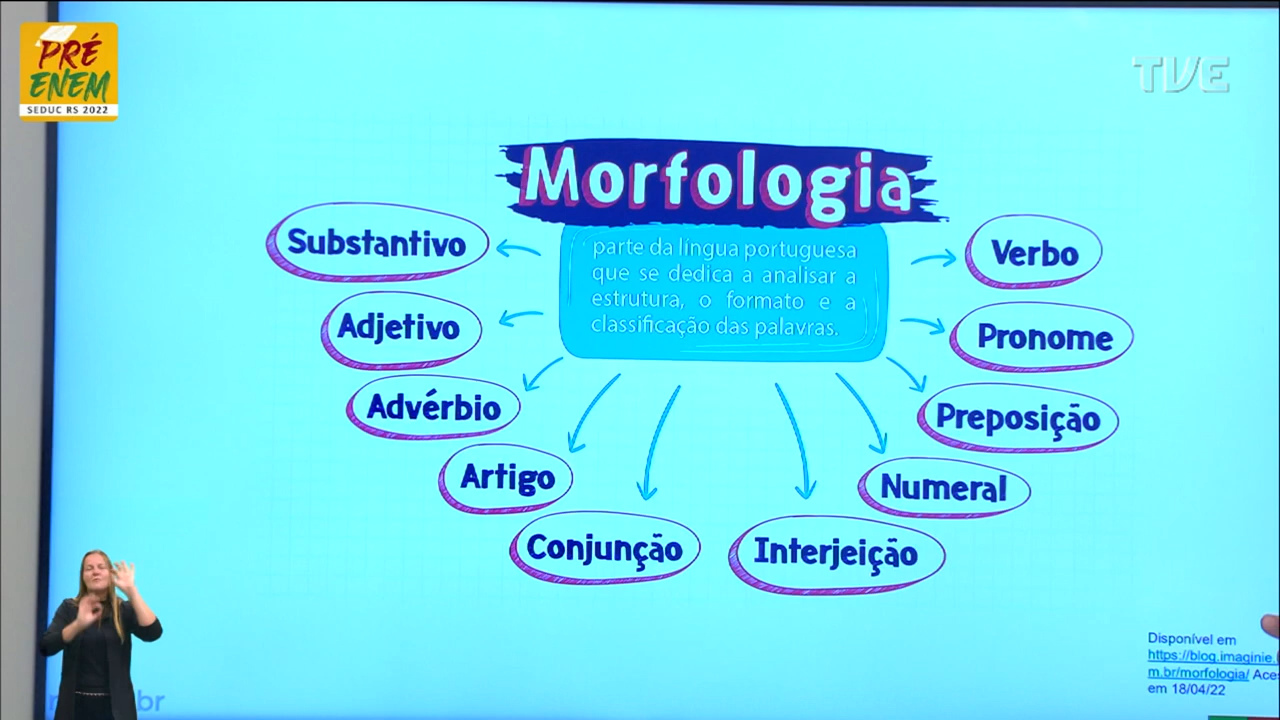 PRÉ
ENEM
SEDUC RS 2022
TVE
Morfologia
parte da língua portuguesa
que se dedica a analisar a
estrutura, o formato e a
classificação das palavras.
Substantivo
Adjetivo
Advérbio
Artigo
Conjunção
Interjeição
Numeral
Preposição
Pronome
Verbo
Disponível em
https://blog.imaginie.
m.br/morfologia/
em 18/04/22